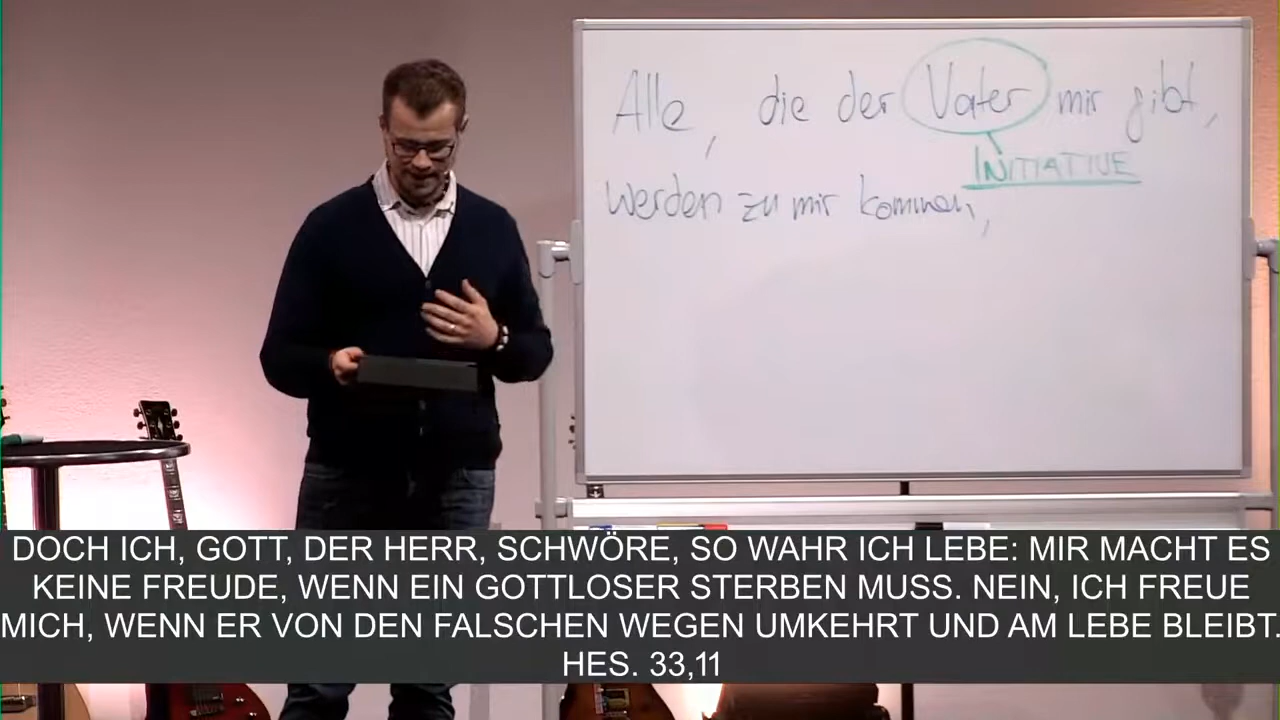 Alle, die der Vater mir gibt,
INITIATIVE
werden zu mir kommen,
DOCH ICH, GOTT, DER HERR, SCHWÖRE, SO WAHR ICH LEBE: MIR MACHT ES
KEINE FREUDE, WENN EIN GOTTLOSER STERBEN MUSS. NEIN, ICH FREUE
MICH, WENN ER VON DEN FALSCHEN WEGEN UMKEHRT UND AM LEBE BLEIBT.
HES. 33,11